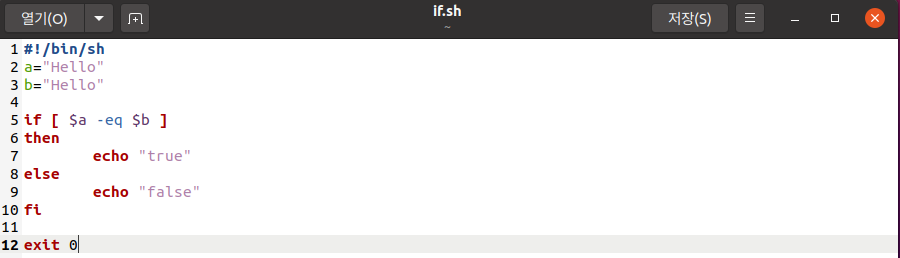 열기(O)
if.sh
~
저장(S)
1 #!/bin/sh
2 a="Hello"
3 b="Hello"
4
5 if [ $a -eq $b ]
6 then
7         echo "true"
8 else
9         echo "false"
10 fi
11
12 exit 0